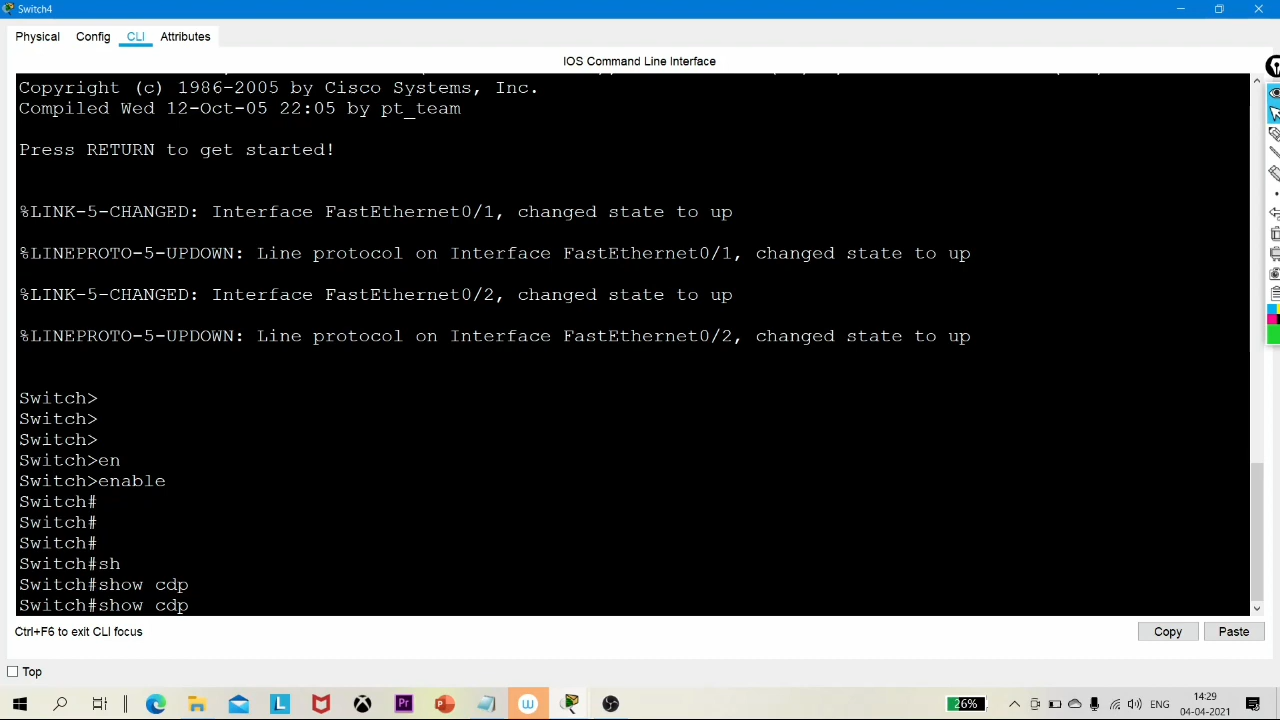 Switch4
Physical Config CLI Attributes
IOS Command Line Interface
Copyright (c) 1986-2005 by Cisco Systems, Inc.
Compiled Wed 12-Oct-05 22:05 by pt_team
Press RETURN to get started!
%LINK-5-CHANGED: Interface FastEthernet0/1, changed state to up
%LINEPROTO-5-UPDOWN: Line protocol on Interface FastEthernet0/1, changed state to up
%LINK-5-CHANGED: Interface FastEthernet0/2, changed state to up
%LINEPROTO-5-UPDOWN: Line protocol on Interface FastEthernet0/2, changed state to up
Switch>
Switch>
Switch>
Switch>en
Switch>enable
Switch#
Switch#
Switch#
Switch#sh
Switch#show cdp
Switch#show cdp
Ctrl+F6 to exit CLI focus
Copy Paste
Top
L Pr P W 26% ENG 14:29
04-04-2021